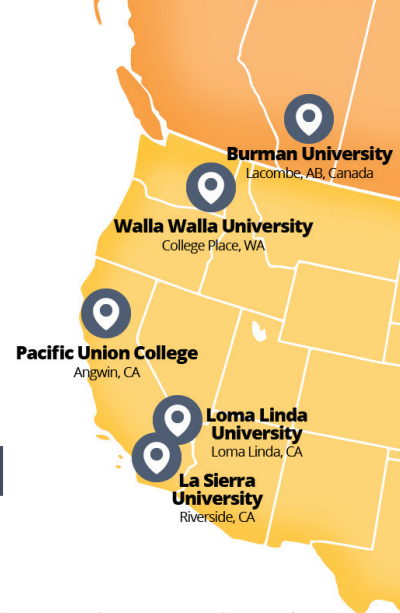 Burman University
Lacombe, AB, Canada
Walla Walla University
College Place, WA
Pacific Union College
Angwin, CA
Loma Linda
University
Loma Linda, CA
La Sierra
University
Riverside, CA